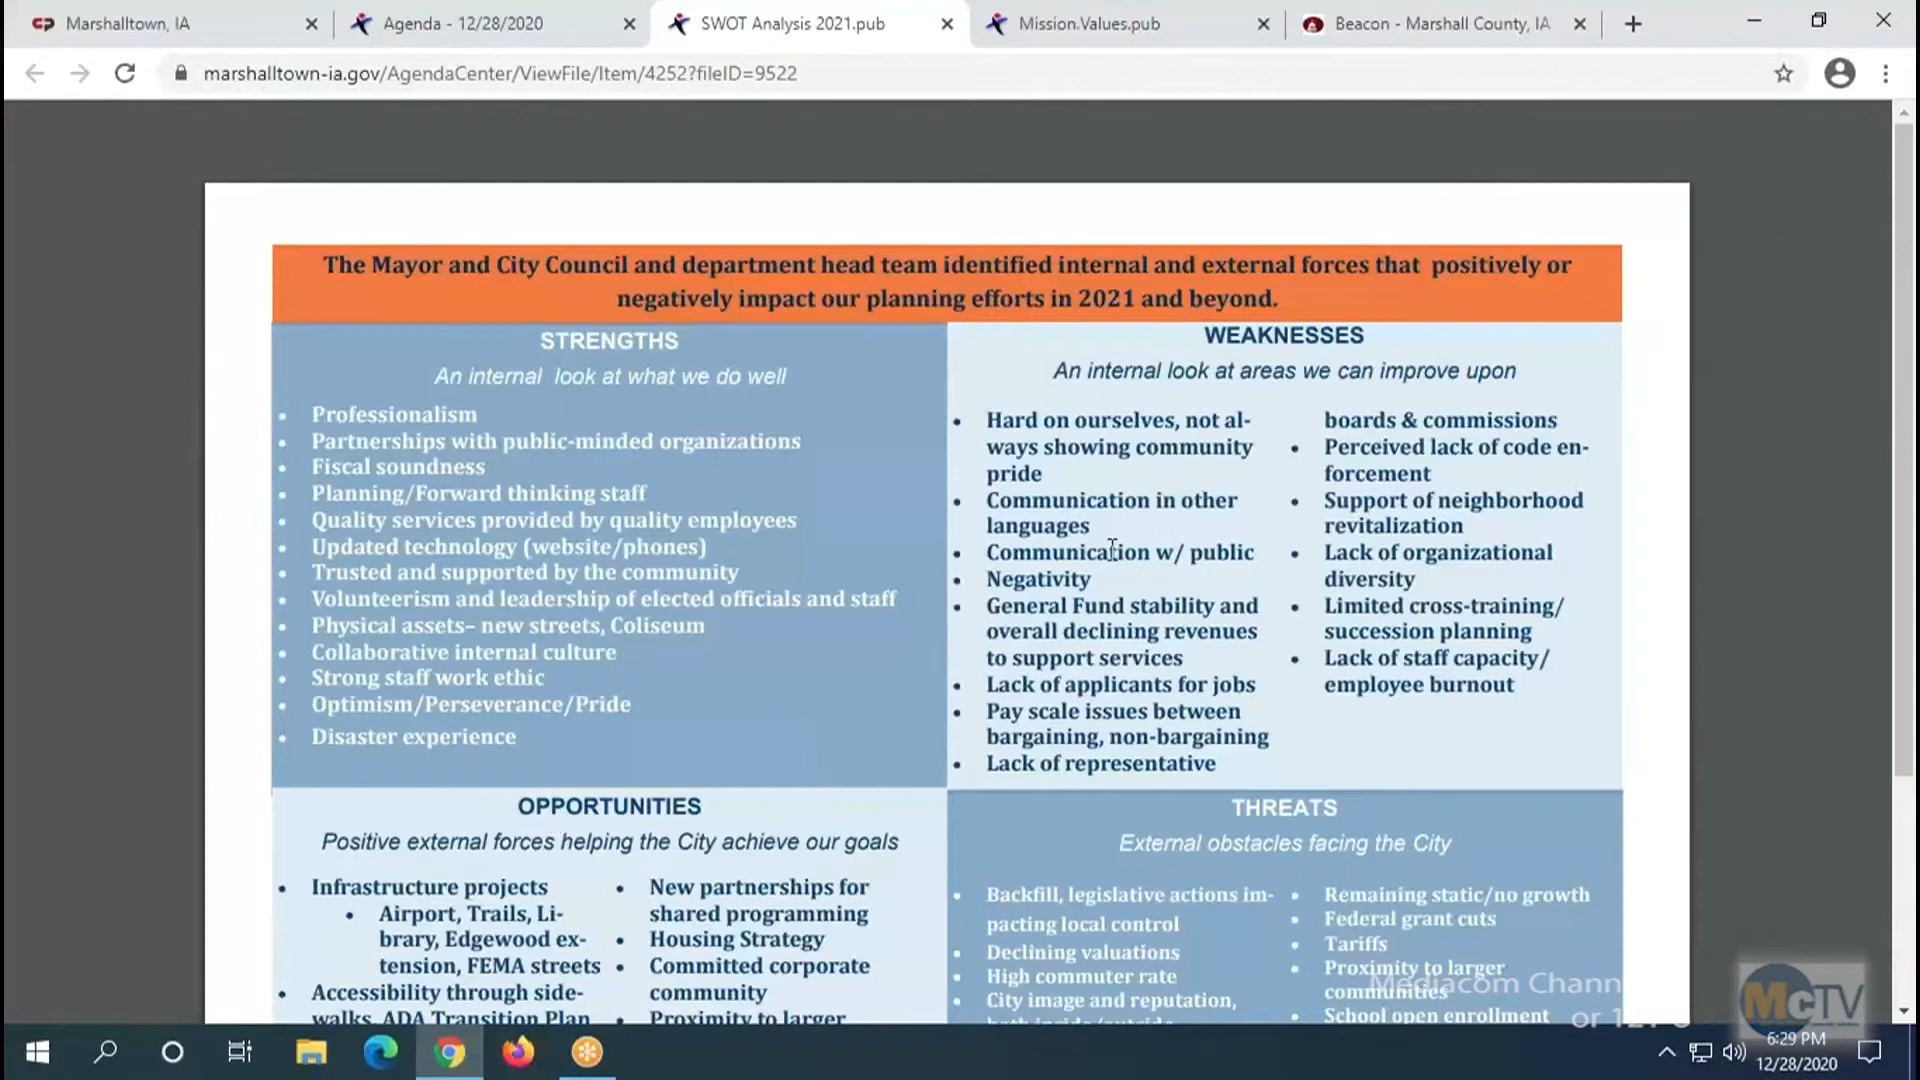 Marshalltown, IA
Agenda - 12/28/2020
SWOT Analysis 2021.pub
Mission.Values.pub
Beacon - Marshall County, IA
marshalltown-ia.gov/AgendaCenter/ViewFile/Item/4252?fileID=9522
The Mayor and City Council and department head team identified internal and external forces that positively or
negatively impact our planning efforts in 2021 and beyond.
STRENGTHS
An internal look at what we do well
• Professionalism
• Partnerships with public-minded organizations
• Fiscal soundness
• Planning/Forward thinking staff
• Quality services provided by quality employees
• Updated technology (website/phones)
• Trusted and supported by the community
• Volunteerism and leadership of elected officials and staff
• Physical assets– new streets, Coliseum
• Collaborative internal culture
• Strong staff work ethic
• Optimism/Perseverance/Pride
• Disaster experience
WEAKNESSES
An internal look at areas we can improve upon
• Hard on ourselves, not al-
ways showing community
pride
• Communication in other
languages
• Communication w/ public
• Negativity
• General Fund stability and
overall declining revenues
to support services
• Lack of applicants for jobs
• Pay scale issues between
bargaining, non-bargaining
• Lack of representative
boards & commissions
• Perceived lack of code en-
forcement
• Support of neighborhood
revitalization
• Lack of organizational
diversity
• Limited cross-training/
succession planning
• Lack of staff capacity/
employee burnout
OPPORTUNITIES
Positive external forces helping the City achieve our goals
• Infrastructure projects
• Airport, Trails, Li-
brary, Edgewood ex-
tension, FEMA streets
• Accessibility through side-
walks, ADA Transition Plan
• New partnerships for
shared programming
• Housing Strategy
• Committed corporate
community
• Proximity to larger
THREATS
External obstacles facing the City
• Backfill, legislative actions im-
pacting local control
• Declining valuations
• High commuter rate
• City image and reputation,
both inside/outside
• Remaining static/no growth
• Federal grant cuts
• Tariffs
• Proximity to larger
communities
• School open enrollment
Mediacom Chann
or
MCTV
6:29 PM
12/28/2020